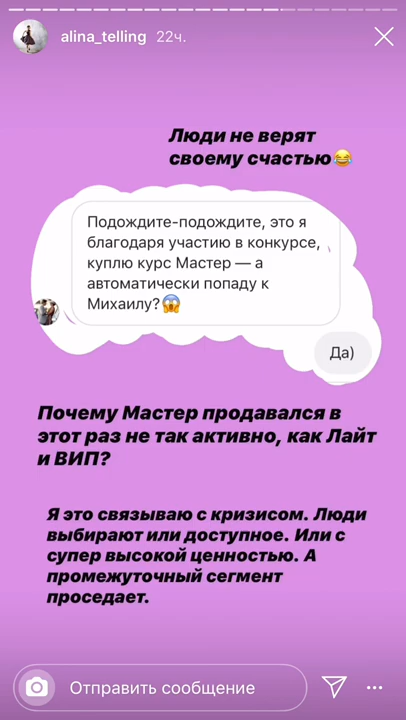 alina_telling 22ч.
Люди не верят
своему счастью😂
Подождите-подождите, это я
благодаря участию в конкурсе,
куплю курс Мастер — а
автоматически попаду к
Михаилу?😱
Да)
Почему Мастер продавался в
этот раз не так активно, как Лайт
и ВИП?
Я это связываю с кризисом. Люди
выбирают или доступное. Или с
супер высокой ценностью. А
промежуточный сегмент
проседает.
Отправить сообщение